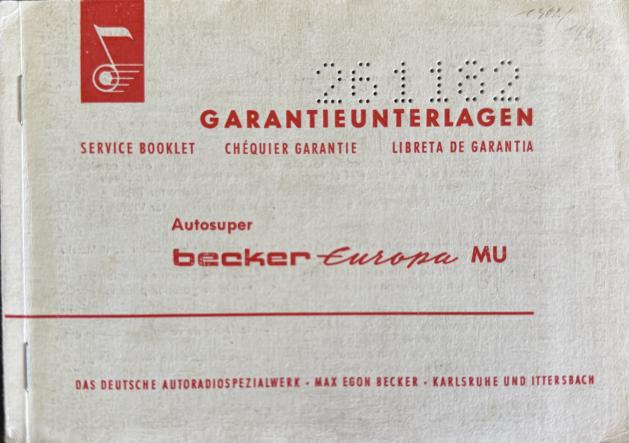 261182
GARANTIEUNTERLAGEN
SERVICE BOOKLET CHÉQUIER GARANTIE LIBRETA DE GARANTIA
Autosuper
becker Europa MU
DAS DEUTSCHE AUTORADIOSPEZIALWERK - MAX EGON BECKER - KARLSRUHE UND ITTERSBACH